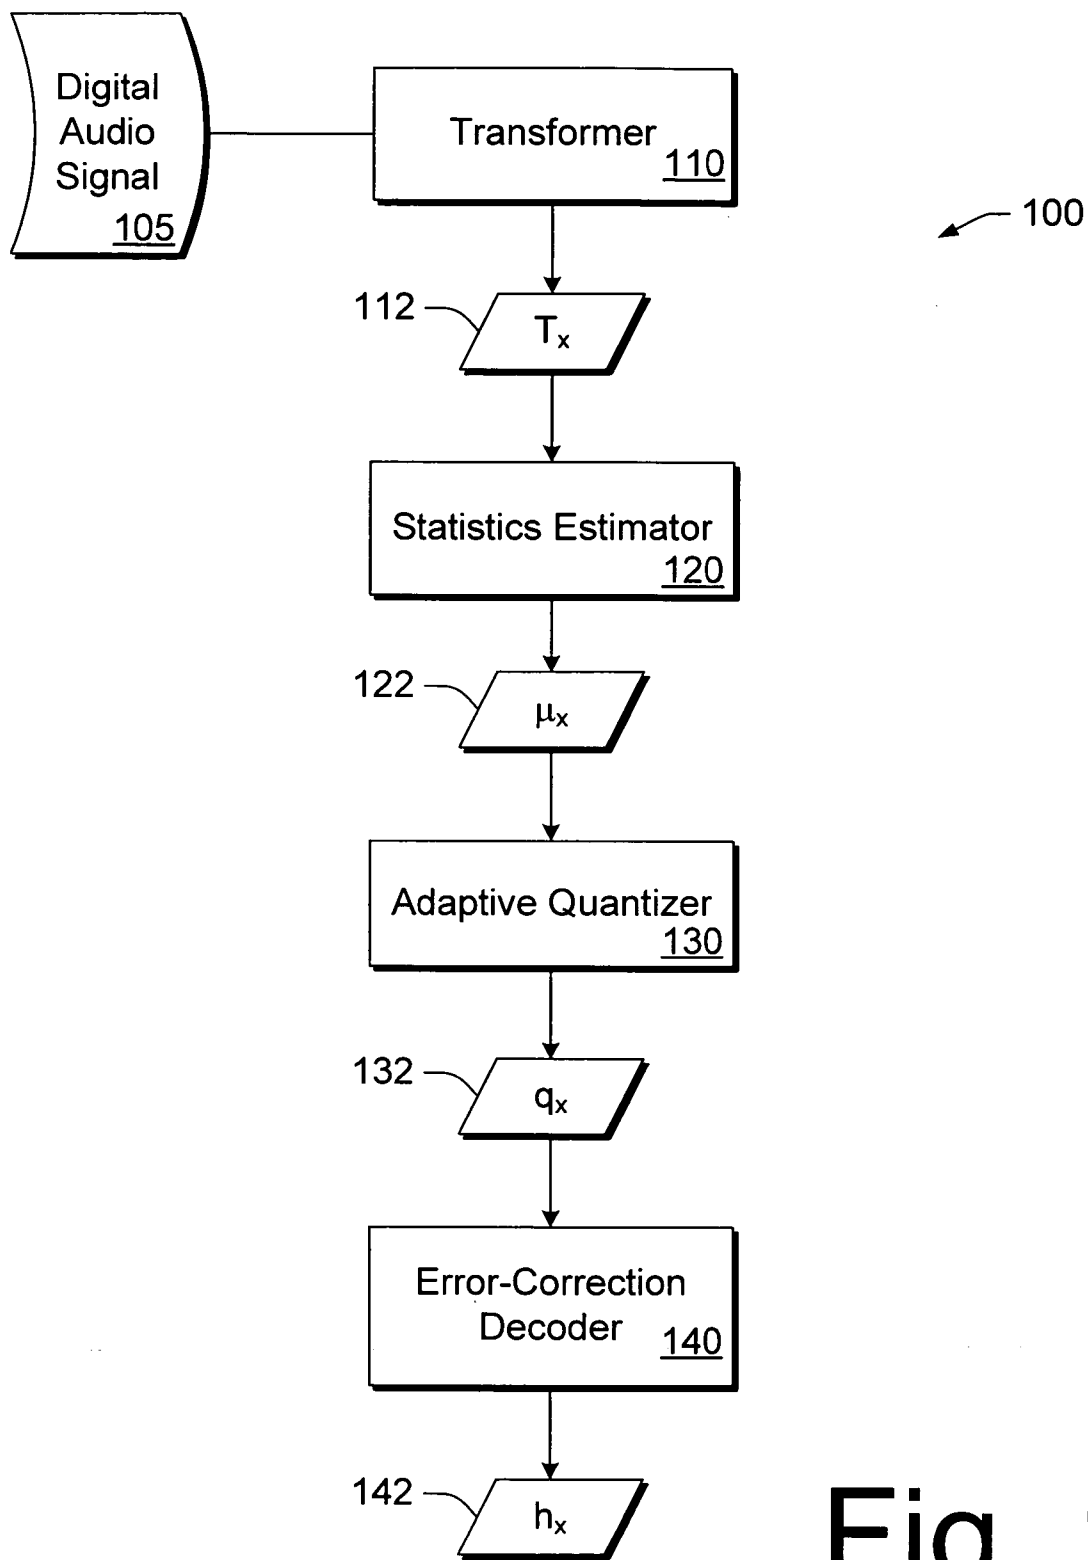 Digital
Audio
Signal
105
Transformer
110
100
112
Tₓ
Statistics Estimator
120
122
μₓ
Adaptive Quantizer
130
132
qₓ
Error-Correction
Decoder
140
142
hₓ
Fig